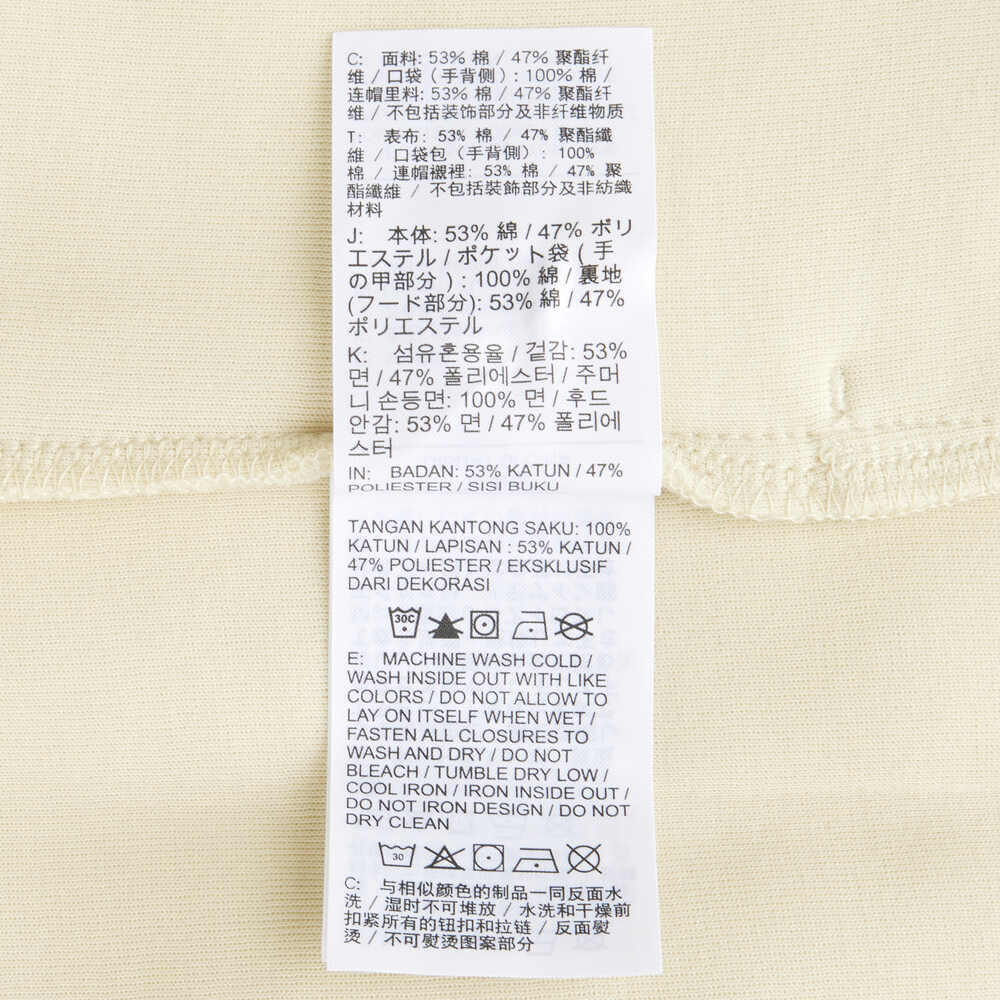 C: 面料: 53% 棉 / 47% 聚酯纤
维 / 口袋（手背侧）: 100% 棉 /
连帽里料: 53% 棉 / 47% 聚酯纤
维 / 不包括装饰部分及非纤维物质
T: 表布: 53% 棉 / 47% 聚酯纖
維 / 口袋包（手背側）: 100%
棉 / 連帽襯裡: 53% 棉 / 47% 聚
酯纖維 / 不包括裝飾部分及非紡織
材料
J: 本体: 53% 綿 / 47% ポリ
エステル / ポケット袋 ( 手
の甲部分 ) : 100% 綿 / 裏地
(フード部分): 53% 綿 / 47%
ポリエステル
K: 섬유혼용율 / 겉감: 53%
면 / 47% 폴리에스터 / 주머
니 손등면: 100% 면 / 후드
안감: 53% 면 / 47% 폴리에
스터
IN: BADAN: 53% KATUN / 47%
POLIESTER / SISI BUKU
TANGAN KANTONG SAKU: 100%
KATUN / LAPISAN : 53% KATUN /
47% POLIESTER / EKSKLUSIF
DARI DEKORASI
30C
E: MACHINE WASH COLD /
WASH INSIDE OUT WITH LIKE
COLORS / DO NOT ALLOW TO
LAY ON ITSELF WHEN WET /
FASTEN ALL CLOSURES TO
WASH AND DRY / DO NOT
BLEACH / TUMBLE DRY LOW /
COOL IRON / IRON INSIDE OUT /
DO NOT IRON DESIGN / DO NOT
DRY CLEAN
30
C: 与相似颜色的制品一同反面水
洗 / 湿时不可堆放 / 水洗和干燥前
扣紧所有的钮扣和拉链 / 反面熨
烫 / 不可熨烫图案部分